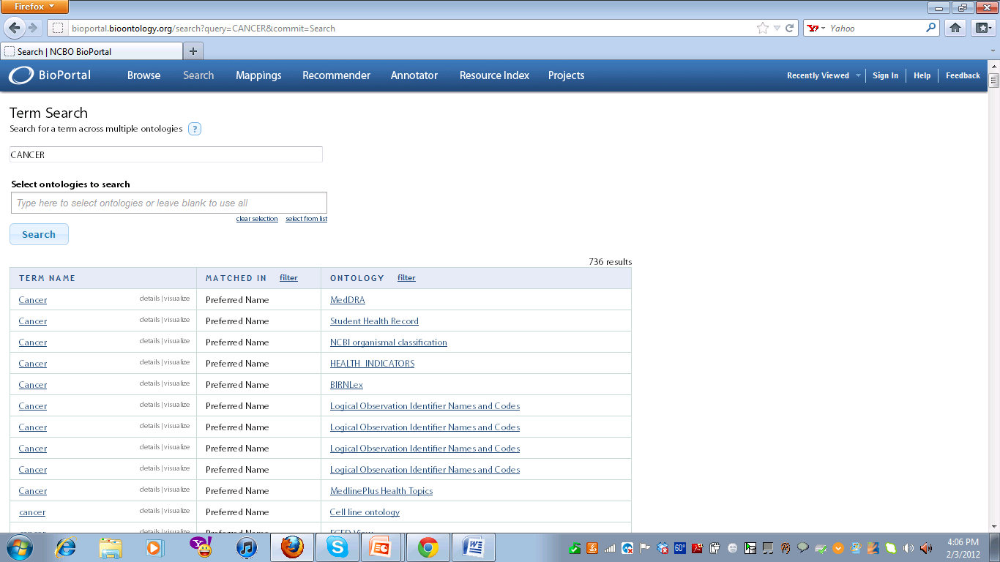 Firefox
bioportal.bioontology.org/search?query=CANCER&commit=Search
Yahoo
Search | NCBO BioPortal
BioPortal
Browse Search Mappings Recommender Annotator Resource Index Projects
Recently Viewed Sign In Help Feedback
Term Search
Search for a term across multiple ontologies ?
CANCER
Select ontologies to search
Type here to select ontologies or leave blank to use all
clear selection select from list
Search
736 results
TERM NAME MATCHED IN filter ONTOLOGY filter
Cancer details | visualize Preferred Name MedDRA
Cancer details | visualize Preferred Name Student Health Record
Cancer details | visualize Preferred Name NCBI organismal classification
Cancer details | visualize Preferred Name HEALTH_INDICATORS
Cancer details | visualize Preferred Name BIRNLex
Cancer details | visualize Preferred Name Logical Observation Identifier Names and Codes
Cancer details | visualize Preferred Name Logical Observation Identifier Names and Codes
Cancer details | visualize Preferred Name Logical Observation Identifier Names and Codes
Cancer details | visualize Preferred Name Logical Observation Identifier Names and Codes
Cancer details | visualize Preferred Name MedlinePlus Health Topics
cancer details | visualize Preferred Name Cell line ontology
cancer details | visualize Preferred Name
60°
4:06 PM
2/3/2012